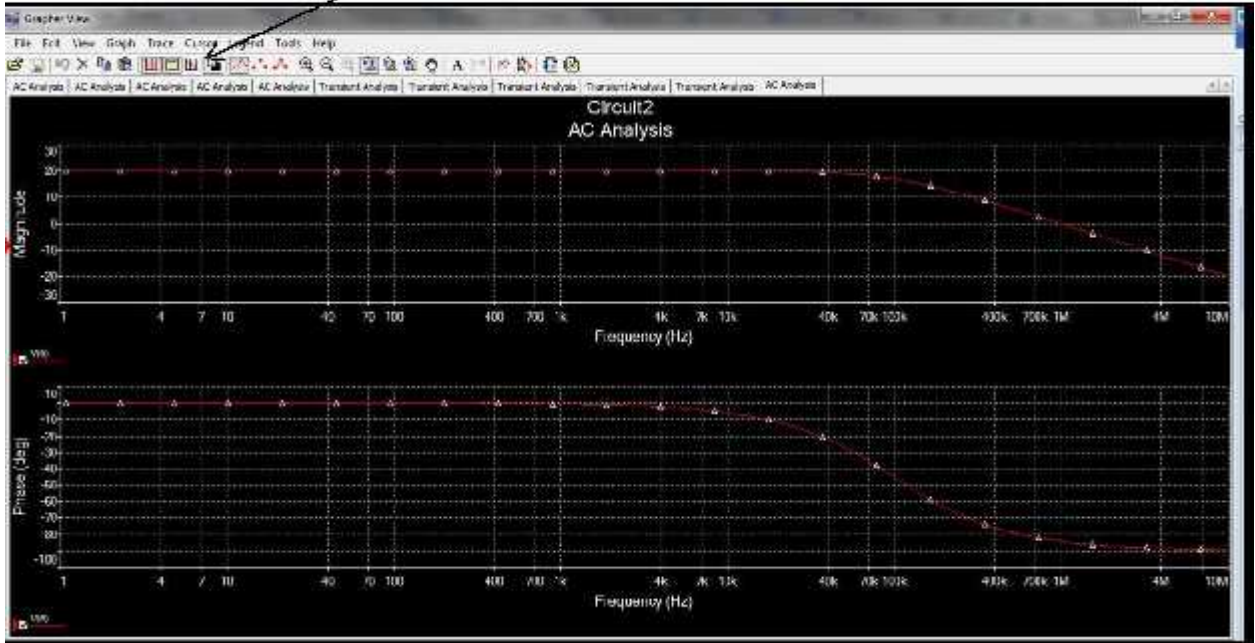 Grapher View
File Edit View Graph Trace Cursor Legend Tools Help
AC Analysis AC Analysis AC Analysis AC Analysis AC Analysis Transient Analysis Transient Analysis Transient Analysis Transient Analysis Transient Analysis AC Analysis
Circuit2
AC Analysis
30
20
10
0
-10
-20
-30
Magnitude
1 4 7 10 40 70 100 400 700 1k 4k 7k 10k 40k 70k 100k 400k 700k 1M 4M 10M
Frequency (Hz)
10
-10
-20
-30
-40
-50
-60
-70
-80
-100
Phase (deg)
1 4 7 10 40 70 100 400 700 1k 4k 7k 10k 40k 70k 100k 400k 700k 1M 4M 10M
Frequency (Hz)